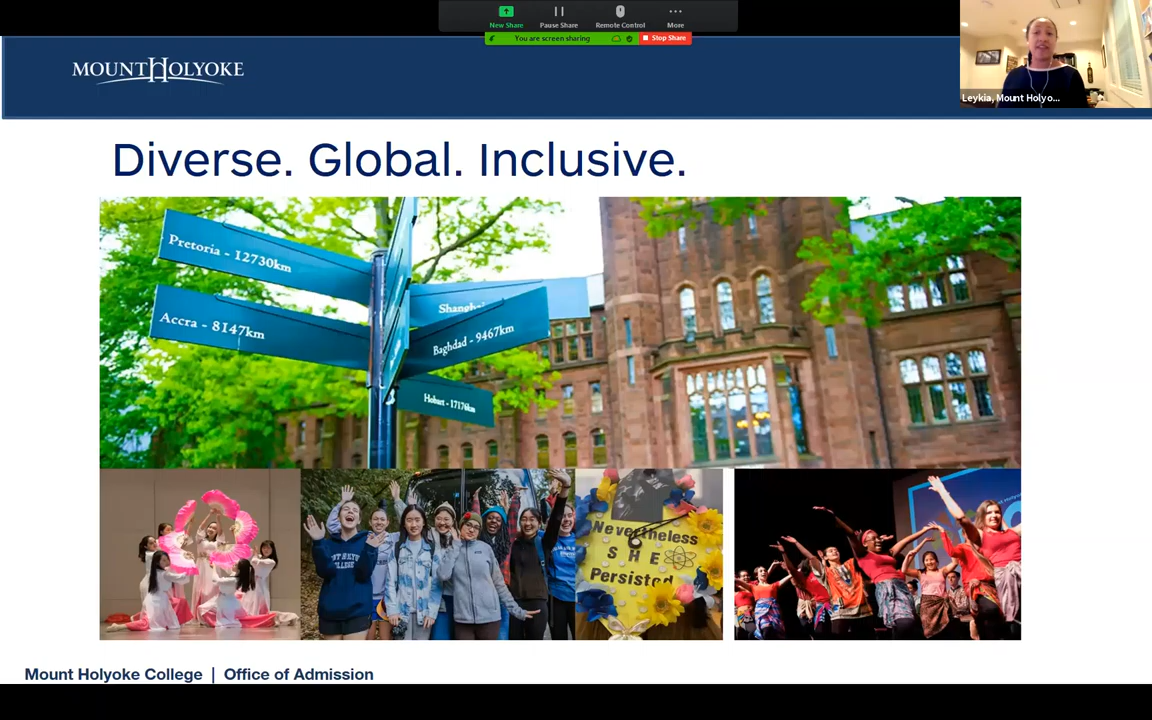 New Share
Pause Share
Remote Control
More
You are screen sharing
Stop Share
MOUNT HOLYOKE
Leykia, Mount Holyo...
Diverse. Global. Inclusive.
Pretoria - 12730km
Accra - 8147km
Shanghai
Baghdad - 9467km
Hobart - 17176km
Nevertheless
SHE
Persisted
COLLEGE
Mount Holyoke College | Office of Admission